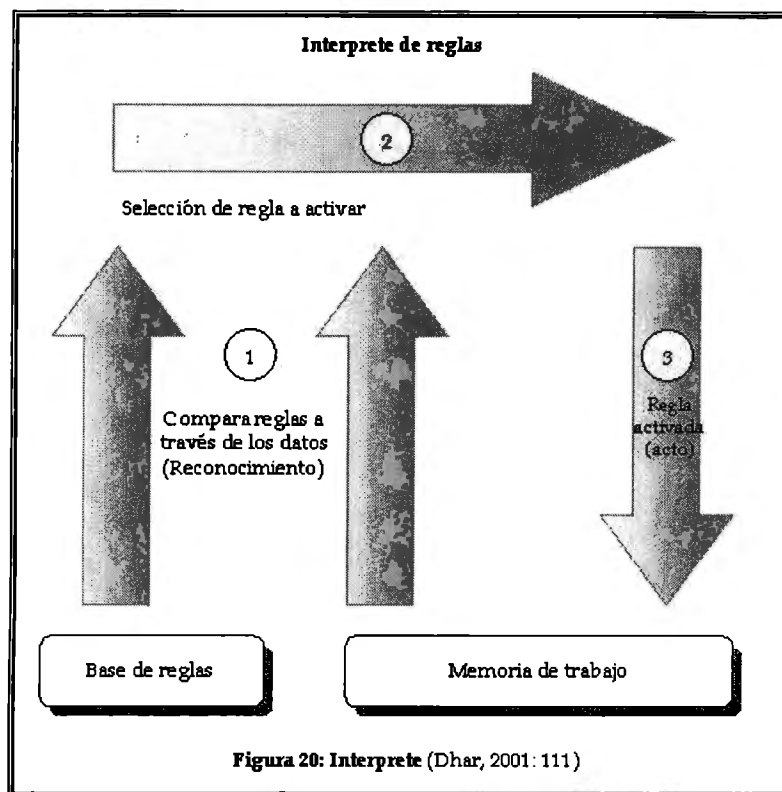 Interprete de reglas
2
Selección de regla a activar
1
Compara reglas a
través de los datos
(Reconocimiento)
3
Regla
activada
(acto)
Base de reglas
Memoria de trabajo
Figura 20: Interprete (Dhar, 2001: 111)